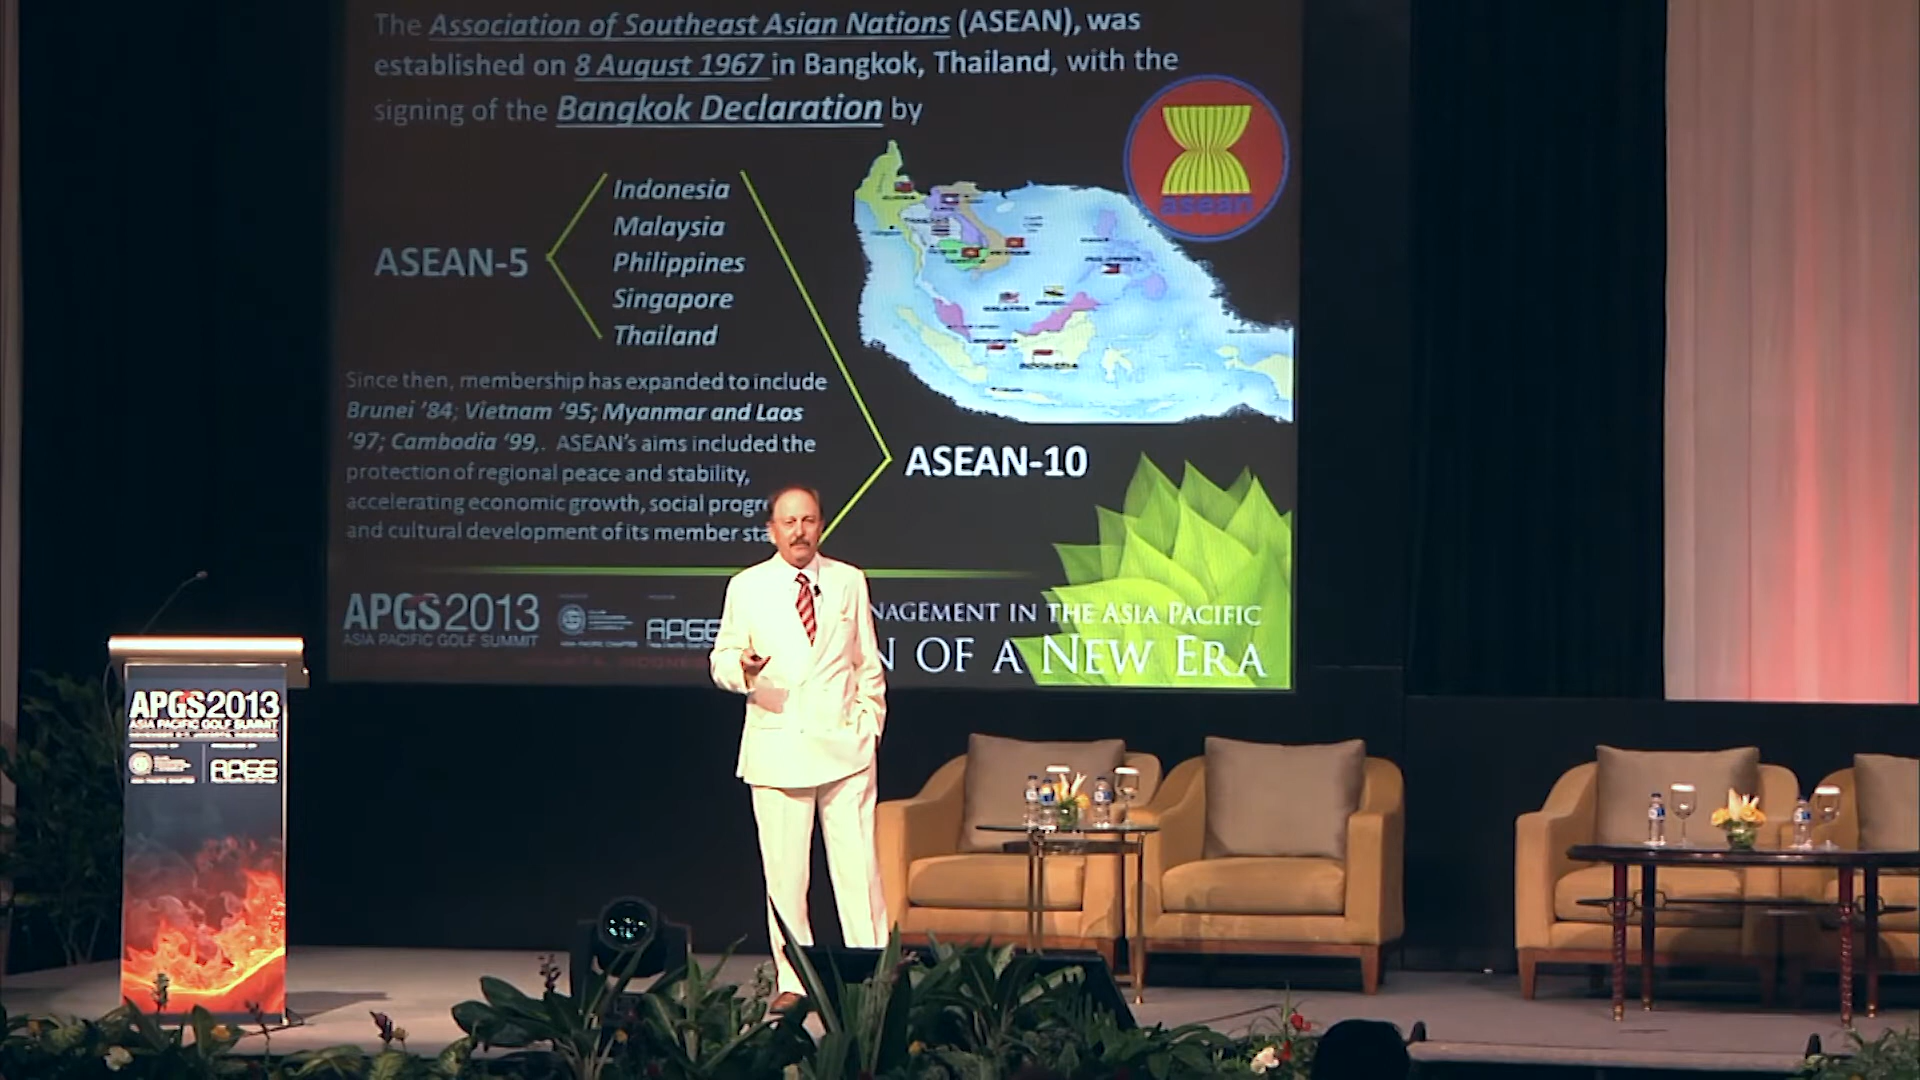 The Association of Southeast Asian Nations (ASEAN), was
established on 8 August 1967 in Bangkok, Thailand, with the
signing of the Bangkok Declaration by
asean
Indonesia
Malaysia
Philippines
Singapore
Thailand
ASEAN-5
Since then, membership has expanded to include
Brunei '84; Vietnam '95; Myanmar and Laos
'97; Cambodia '99,. ASEAN's aims included the
protection of regional peace and stability,
accelerating economic growth, social progre
and cultural development of its member sta
ASEAN-10
APGS2013
ASIA PACIFIC GOLF SUMMIT
APGS
NAGEMENT IN THE ASIA PACIFIC
N OF A NEW ERA
APGS2013
ASIA PACIFIC GOLF SUMMIT
APGS